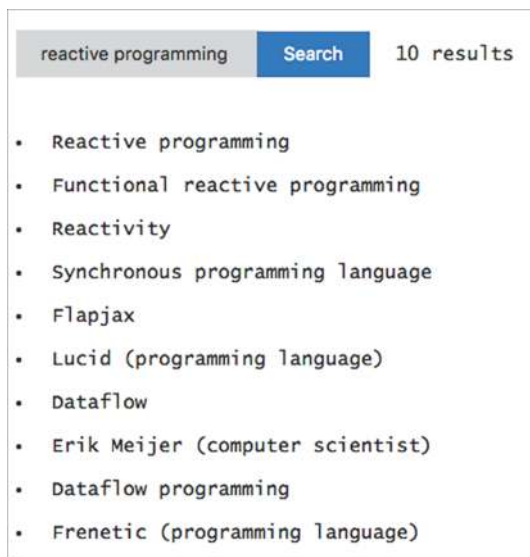 reactive programming Search 10 results
• Reactive programming
• Functional reactive programming
• Reactivity
• Synchronous programming language
• Flapjax
• Lucid (programming language)
• Dataflow
• Erik Meijer (computer scientist)
• Dataflow programming
• Frenetic (programming language)